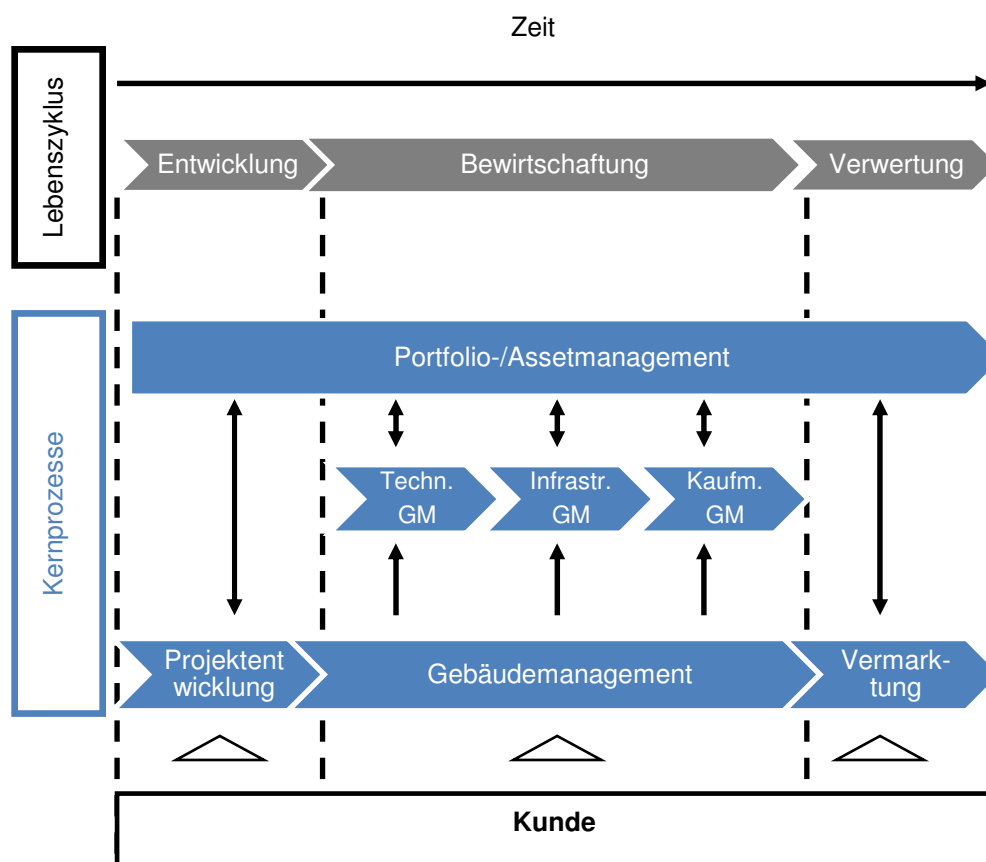 Zeit
Lebenszyklus
Entwicklung
Bewirtschaftung
Verwertung
Kernprozesse
Portfolio-/Assetmanagement
Techn.
GM
Infrastr.
GM
Kaufm.
GM
Projektent
wicklung
Gebäudemanagement
Vermark-
tung
Kunde